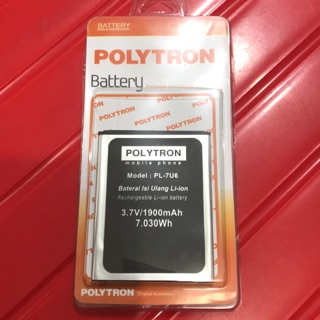 BATTERY
POLYTRON
Battery
POLYTRON
mobile phone
Model : PL-7U6
Baterai Isi Ulang Li-ion
Rechargeable Li-ion battery
3.7V/1900mAh
7.030Wh
POLYTRON